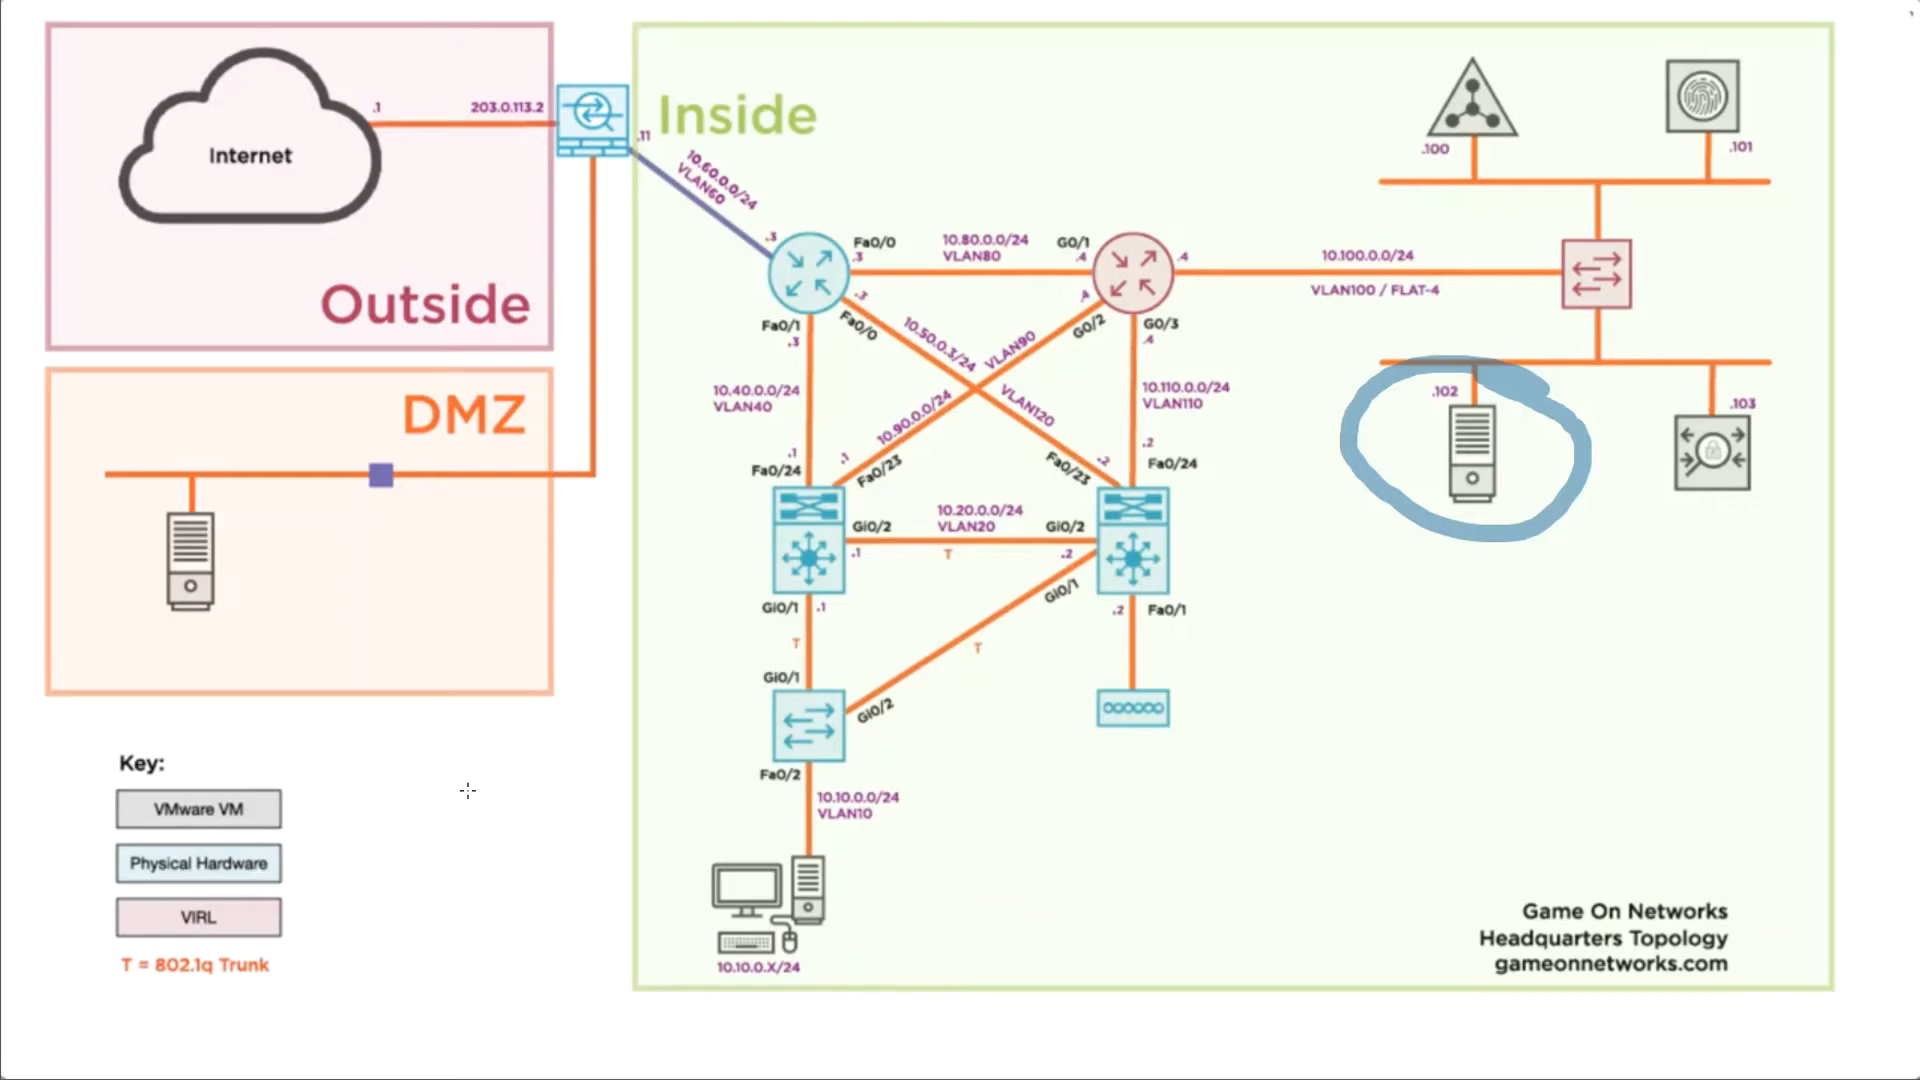 Internet
.1
203.0.113.2
Outside
DMZ
Inside
.11
10.60.0.0/24
VLAN60
.3
Fa0/0
.3
10.80.0.0/24
VLAN80
G0/1
.4
.4
10.100.0.0/24
VLAN100 / FLAT-4
.100
.101
.102
.103
Fa0/1
.3
.3
Fa0/0
10.50.0.3/24
VLAN120
.4
G0/2
VLAN90
10.90.0.0/24
G0/3
.4
10.40.0.0/24
VLAN40
10.110.0.0/24
VLAN110
.1
Fa0/24
.1
Fa0/23
.2
Fa0/23
.2
Fa0/24
10.20.0.0/24
VLAN20
Gi0/2
.1
T
Gi0/2
.2
Gi0/1
.1
T
Gi0/1
T
.2
Fa0/1
Gi0/1
Gi0/2
Fa0/2
10.10.0.0/24
VLAN10
10.10.0.X/24
Key:
VMware VM
Physical Hardware
VIRL
T = 802.1q Trunk
Game On Networks
Headquarters Topology
gameonnetworks.com